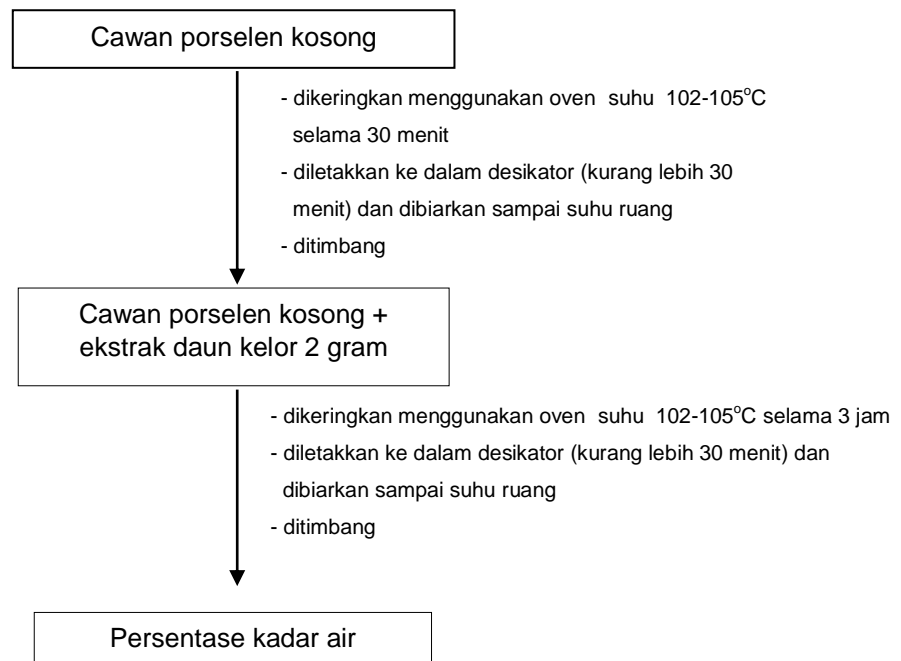 Cawan porselen kosong
- dikeringkan menggunakan oven suhu 102-105°C
selama 30 menit
- diletakkan ke dalam desikator (kurang lebih 30
menit) dan dibiarkan sampai suhu ruang
- ditimbang
Cawan porselen kosong +
ekstrak daun kelor 2 gram
- dikeringkan menggunakan oven suhu 102-105°C selama 3 jam
- diletakkan ke dalam desikator (kurang lebih 30 menit) dan
dibiarkan sampai suhu ruang
- ditimbang
Persentase kadar air